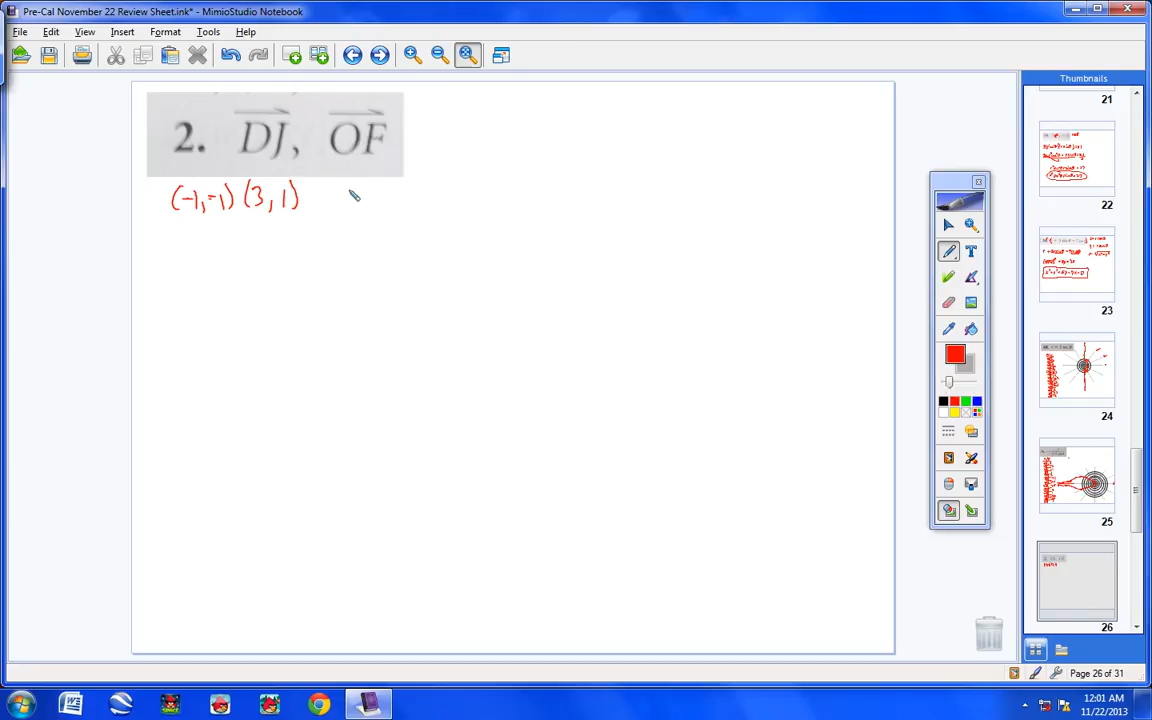 Pre-Cal November 22 Review Sheet.ink* - MimioStudio Notebook
File Edit View Insert Format Tools Help
Thumbnails
21
2. DJ, OF
(-1,-1) (3, 1)
T
22
23
24
25
26
Page 26 of 31
12:01 AM
11/22/2013